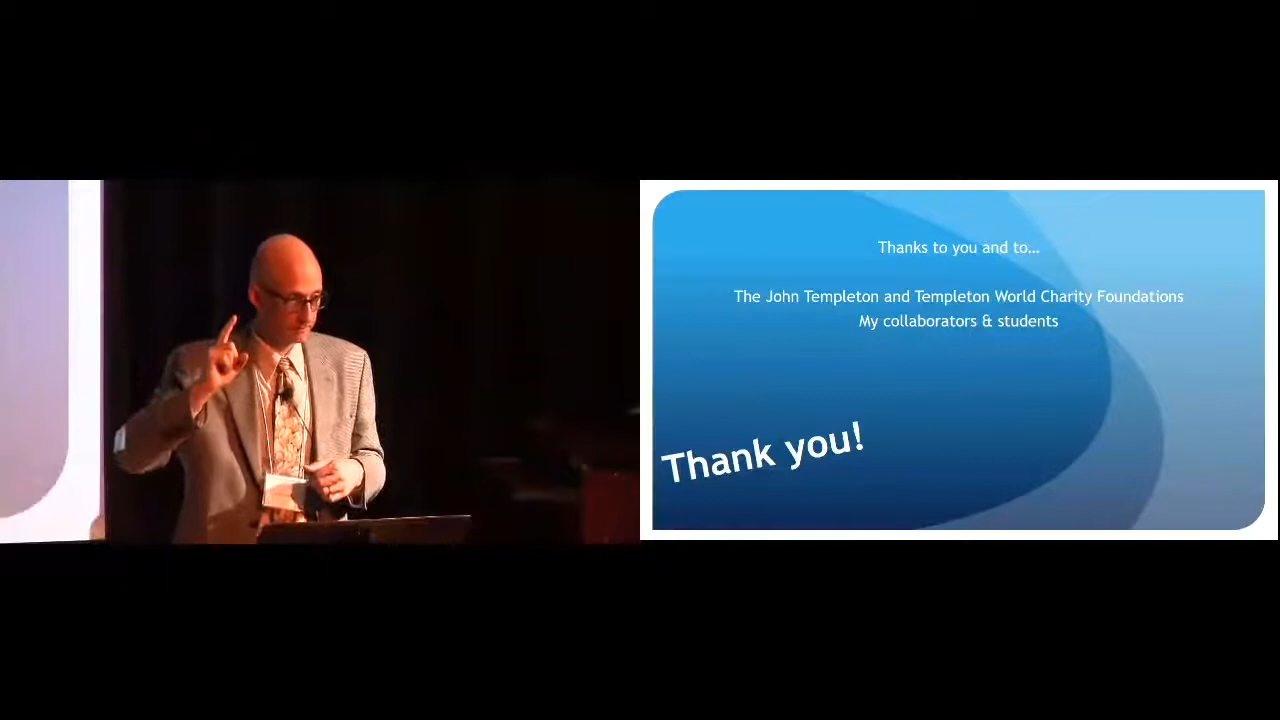 Thanks to you and to…
The John Templeton and Templeton World Charity Foundations
My collaborators & students
Thank you!